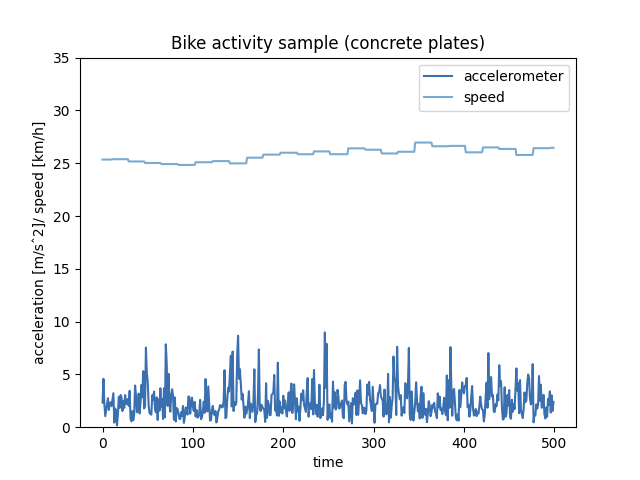 Bike activity sample (concrete plates)
35
30
25
20
15
10
5
0
acceleration [m/sˆ2]/ speed [km/h]
accelerometer
speed
0 100 200 300 400 500
time